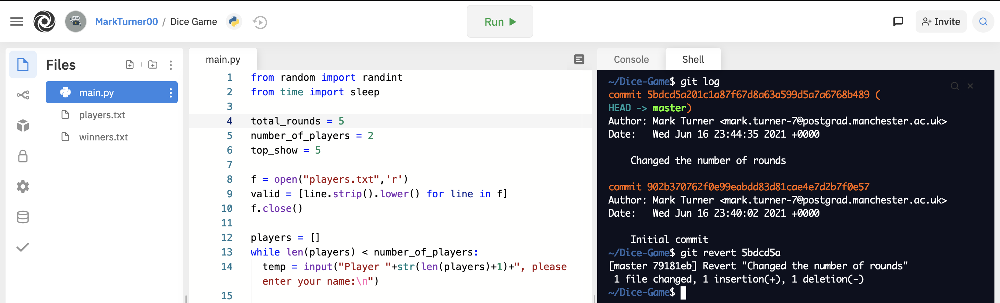 MarkTurner00 / Dice Game
Run
Invite
Files
main.py
players.txt
winners.txt
main.py
1 from random import randint
2 from time import sleep
3
4 total_rounds = 5
5 number_of_players = 2
6 top_show = 5
7
8 f = open("players.txt",'r')
9 valid = [line.strip().lower() for line in f]
10 f.close()
11
12 players = []
13 while len(players) < number_of_players:
14 temp = input("Player "+str(len(players)+1)+", please
enter your name:\n")
15
Console
Shell
~/Dice-Game$ git log
commit 5bdcd5a201c1a87f67d8a63a599d5a7a6768b489 (
HEAD -> master)
Author: Mark Turner <mark.turner-7@postgrad.manchester.ac.uk>
Date:   Wed Jun 16 23:44:35 2021 +0000
Changed the number of rounds
commit 902b370762f0e99eabdd83d81cae4e7d2b7f0e57
Author: Mark Turner <mark.turner-7@postgrad.manchester.ac.uk>
Date:   Wed Jun 16 23:40:02 2021 +0000
Initial commit
~/Dice-Game$ git revert 5bdcd5a
[master 79181eb] Revert "Changed the number of rounds"
1 file changed, 1 insertion(+), 1 deletion(-)
~/Dice-Game$